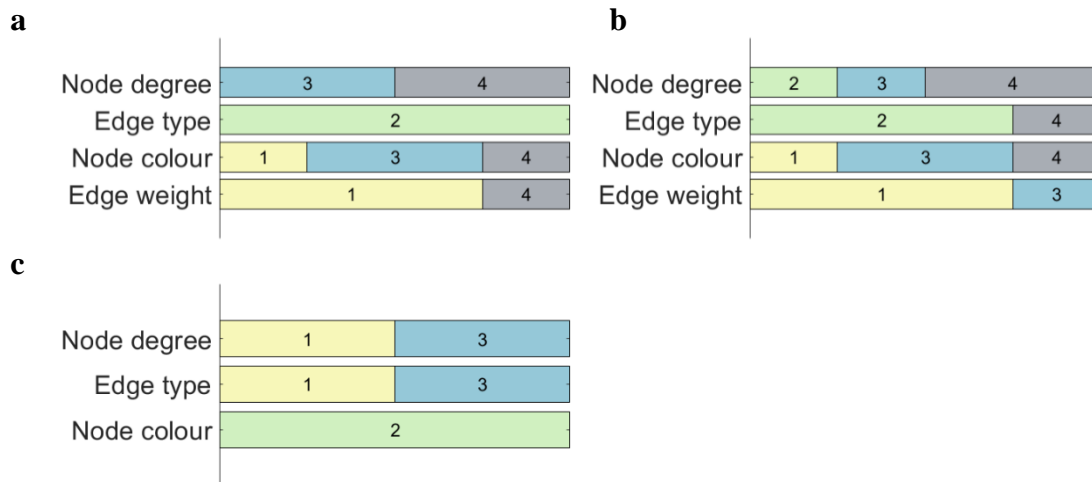 a
Node degree 3 4
Edge type 2
Node colour 1 3 4
Edge weight 1 4
b
Node degree 2 3 4
Edge type 2 4
Node colour 1 3 4
Edge weight 1 3
c
Node degree 1 3
Edge type 1 3
Node colour 2